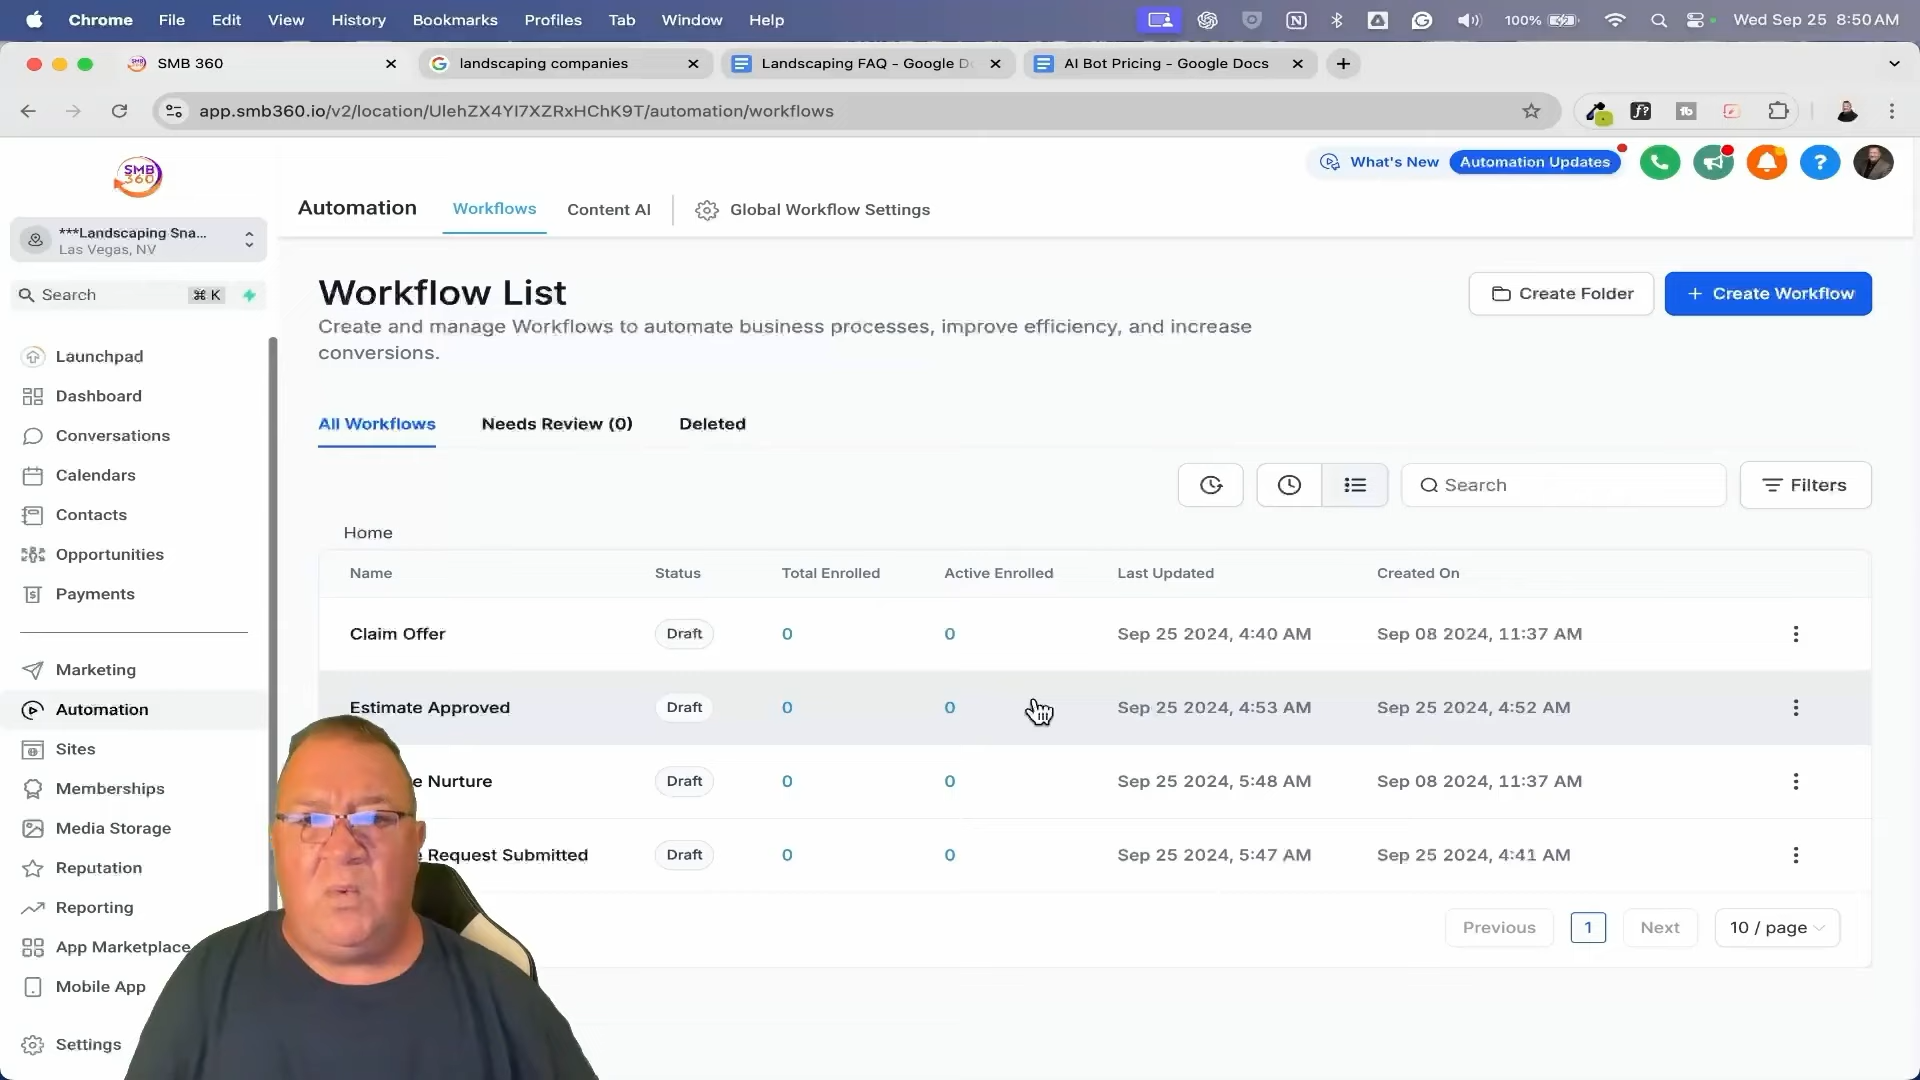 Chrome File Edit View History Bookmarks Profiles Tab Window Help 100% Wed Sep 25 8:50 AM
SMB 360 landscaping companies Landscaping FAQ - Google D AI Bot Pricing - Google Docs
app.smb360.io/v2/location/UlehZX4YI7XZRxHChK9T/automation/workflows
SMB
360
What's New Automation Updates
Automation Workflows Content AI Global Workflow Settings
***Landscaping Sna...
Las Vegas, NV
Search ⌘ K
Launchpad
Dashboard
Conversations
Calendars
Contacts
Opportunities
Payments
Marketing
Automation
Sites
Memberships
Media Storage
Reputation
Reporting
App Marketplace
Mobile App
Settings
Workflow List
Create Folder + Create Workflow
Create and manage Workflows to automate business processes, improve efficiency, and increase
conversions.
All Workflows Needs Review (0) Deleted
Search Filters
Home
Name Status Total Enrolled Active Enrolled Last Updated Created On
Claim Offer Draft 0 0 Sep 25 2024, 4:40 AM Sep 08 2024, 11:37 AM
Estimate Approved Draft 0 0 Sep 25 2024, 4:53 AM Sep 25 2024, 4:52 AM
e Nurture Draft 0 0 Sep 25 2024, 5:48 AM Sep 08 2024, 11:37 AM
e Request Submitted Draft 0 0 Sep 25 2024, 5:47 AM Sep 25 2024, 4:41 AM
Previous 1 Next 10 / page